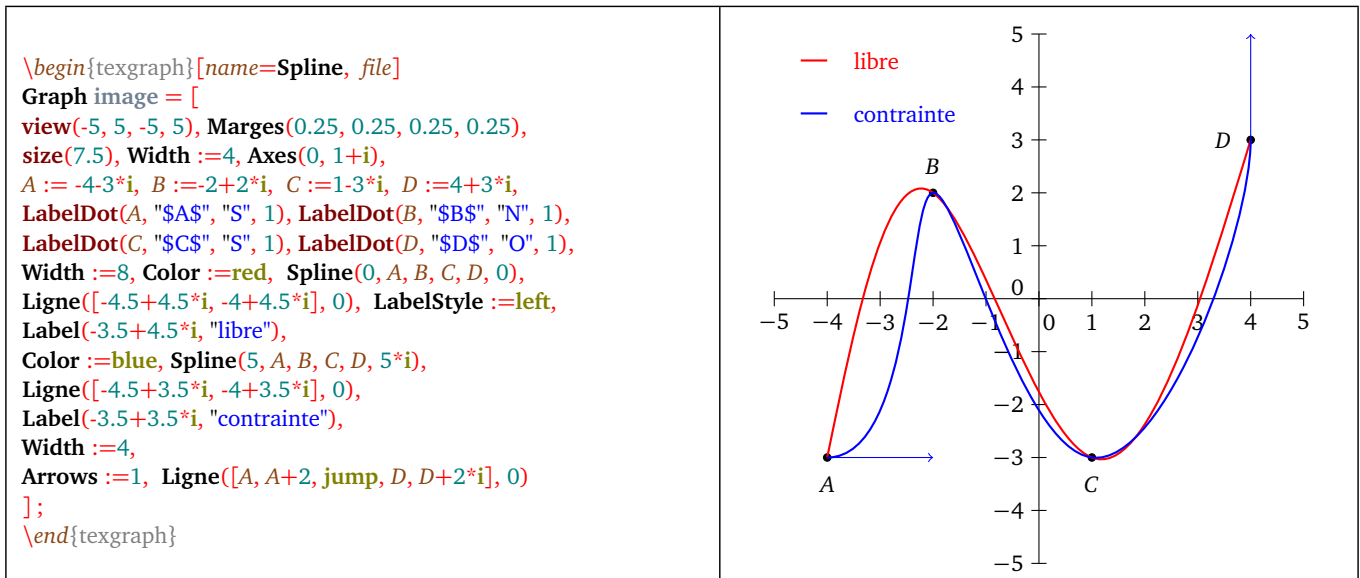 \begin{texgraph}[name=Spline, file]
Graph image = [
view(-5, 5, -5, 5), Marges(0.25, 0.25, 0.25, 0.25),
size(7.5), Width :=4, Axes(0, 1+i),
A := -4-3*i, B :=-2+2*i, C :=1-3*i, D :=4+3*i,
LabelDot(A, "$A$", "S", 1), LabelDot(B, "$B$", "N", 1),
LabelDot(C, "$C$", "S", 1), LabelDot(D, "$D$", "O", 1),
Width :=8, Color :=red, Spline(0, A, B, C, D, 0),
Ligne([-4.5+4.5*i, -4+4.5*i], 0), LabelStyle :=left,
Label(-3.5+4.5*i, "libre"),
Color :=blue, Spline(5, A, B, C, D, 5*i),
Ligne([-4.5+3.5*i, -4+3.5*i], 0),
Label(-3.5+3.5*i, "contrainte"),
Width :=4,
Arrows :=1, Ligne([A, A+2, jump, D, D+2*i], 0)
];
\end{texgraph}
5
libre
4
contrainte
3
D
B
2
1
0
−5 −4 −3 −2 −1 0 1 2 3 4 5
−1
−2
−3
A
C
−4
−5